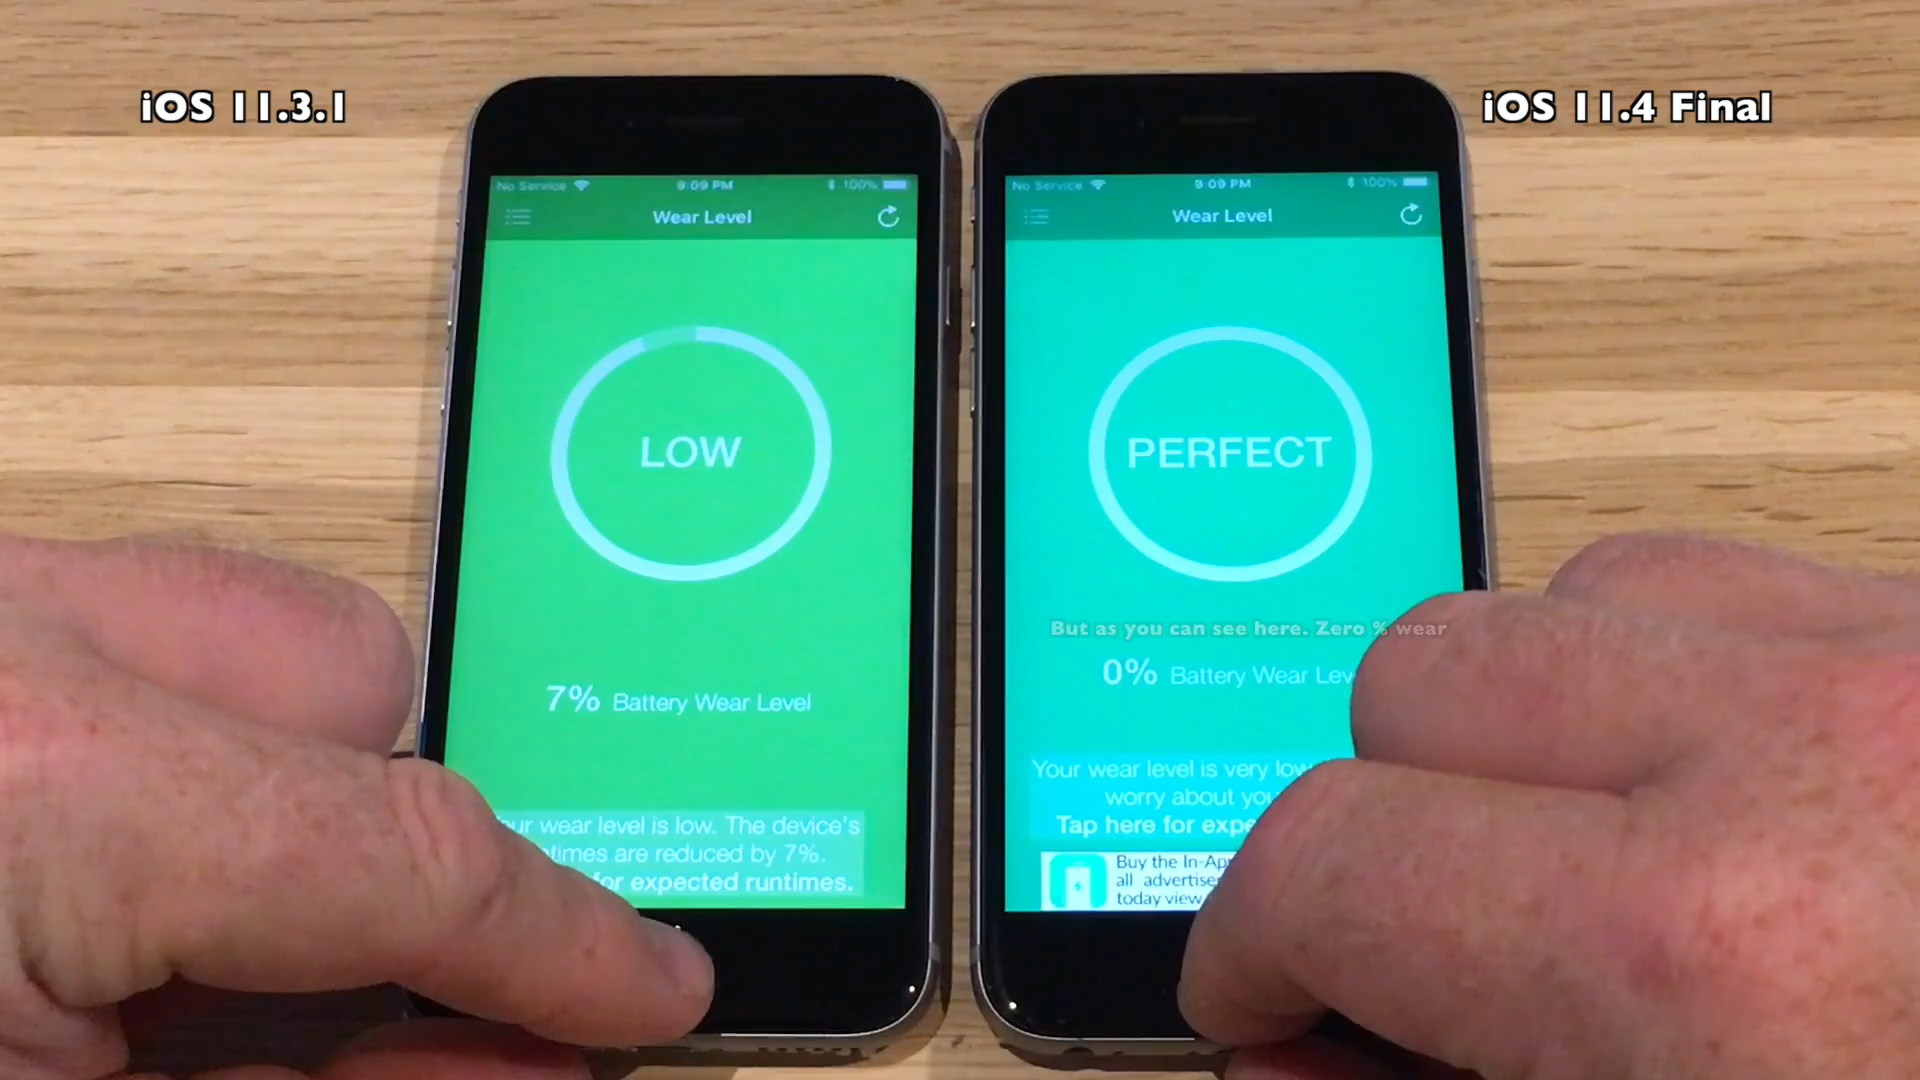 iOS 11.3.1
iOS 11.4 Final
No Service
9:09 PM
100%
Wear Level
LOW
7% Battery Wear Level
our wear level is low. The device's
times are reduced by 7%.
for expected runtimes.
No Service
9:09 PM
100%
Wear Level
PERFECT
But as you can see here. Zero % wear
0% Battery Wear Lev
Your wear level is very low
worry about you
Tap here for expe
Buy the In-Ap
all advertise
today view